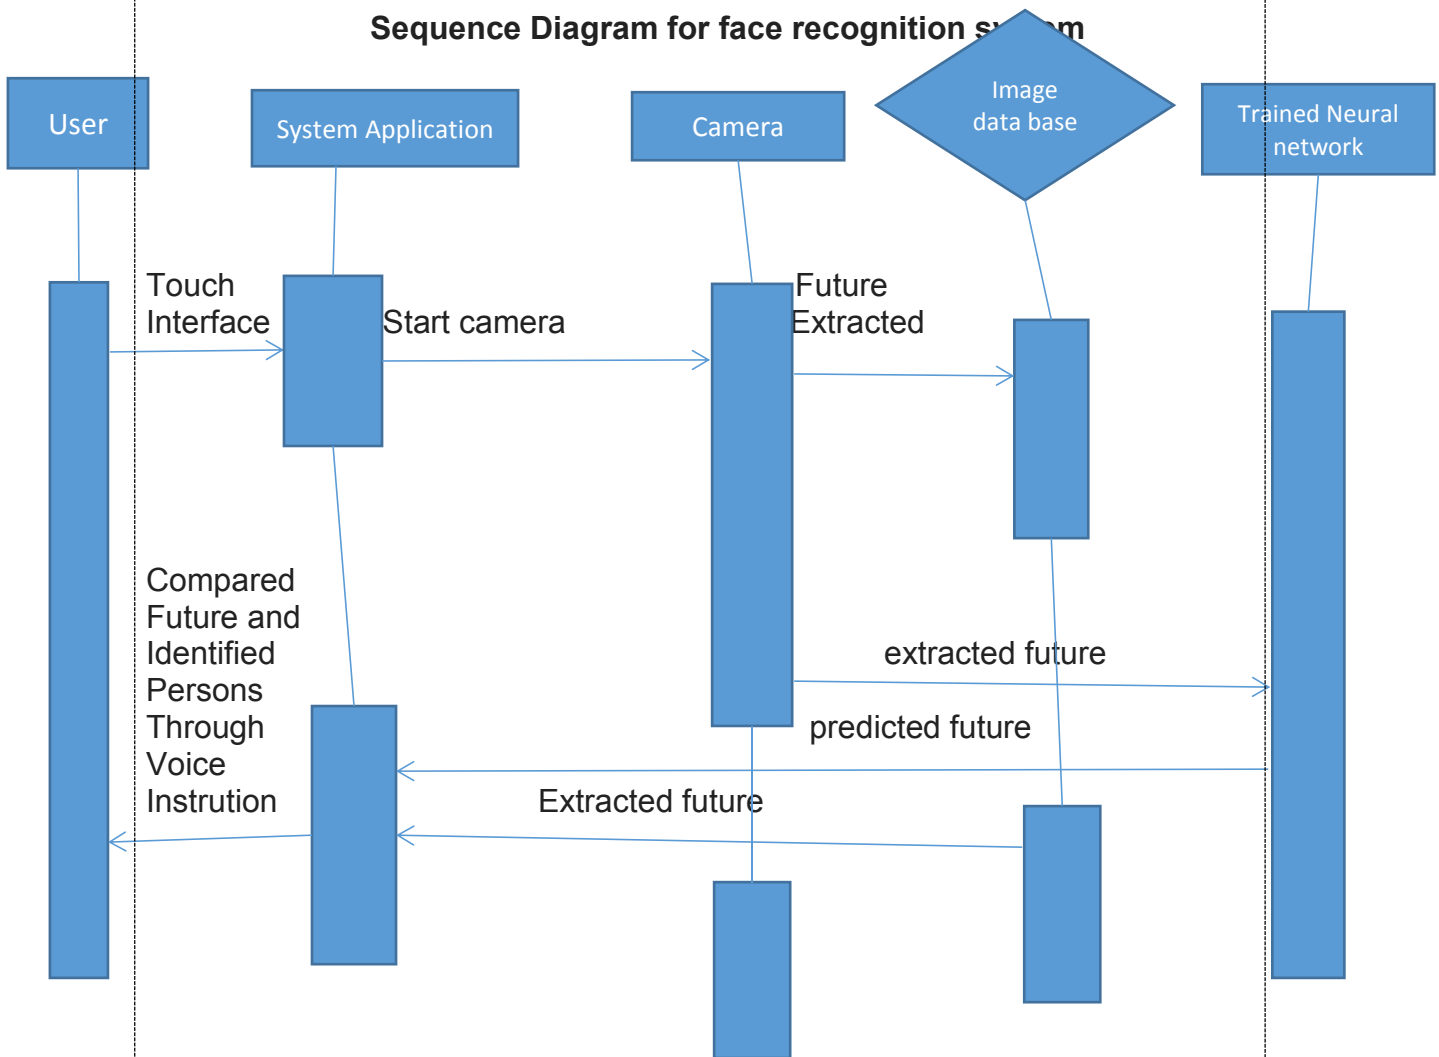 Sequence Diagram for face recognition
User
System Application
Camera
Image
data base
Trained Neural
network
Touch
Interface
Start camera
Future
Extracted
Compared
Future and
Identified
Persons
Through
Voice
Instrution
extracted future
predicted future
Extracted future